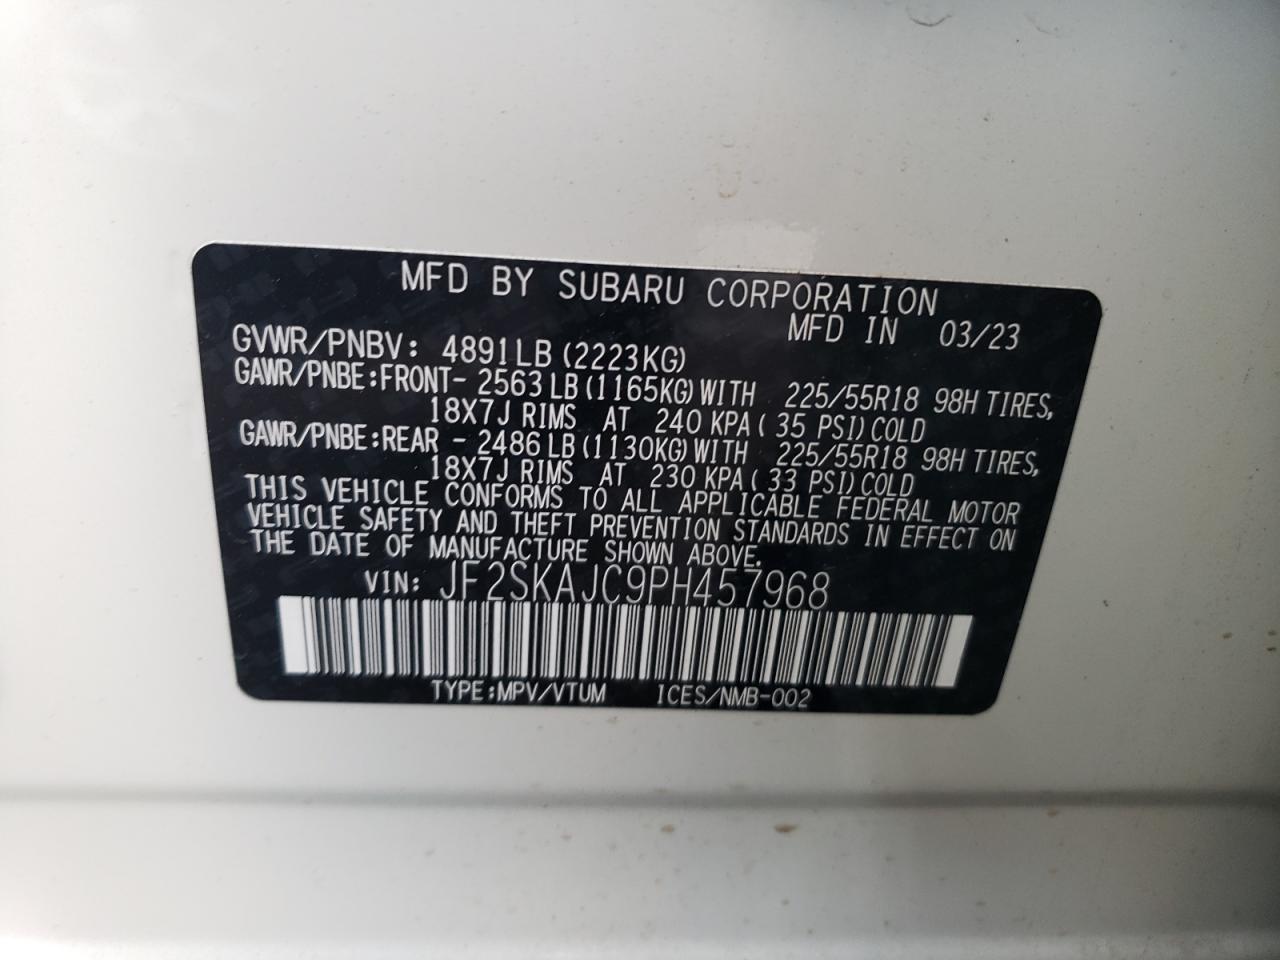 MFD BY SUBARU CORPORATION
MFD IN 03/23
GVWR/PNBV: 4891LB (2223KG)
GAWR/PNBE:FRONT- 2563LB (1165KG) WITH 225/55R18 98H TIRES,
18X7J RIMS AT 240 KPA ( 35 PSI) COLD
GAWR/PNBE:REAR - 2486LB (1130KG) WITH 225/55R18 98H TIRES,
18X7J RIMS AT 230 KPA ( 33 PSI) COLD
THIS VEHICLE CONFORMS TO ALL APPLICABLE FEDERAL MOTOR
VEHICLE SAFETY AND THEFT PREVENTION STANDARDS IN EFFECT ON
THE DATE OF MANUFACTURE SHOWN ABOVE.
VIN: JF2SKAJC9PH457968
TYPE:MPV/VTUM ICES/NMB-002